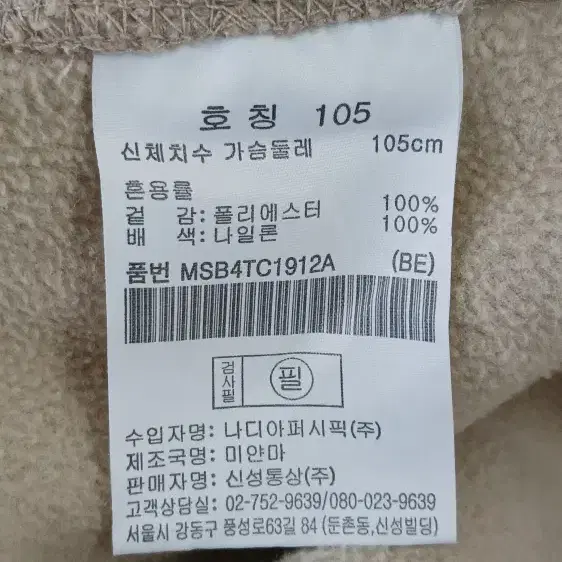 호칭 105
신체치수 가슴둘레 105cm
혼용률
겉 감: 폴리에스터 100%
배 색: 나일론 100%
품번 MSB4TC1912A (BE)
검사필 필
수입자명: 나디아퍼시픽(주)
제조국명: 미얀마
판매자명: 신성통상(주)
고객상담실: 02-752-9639/080-023-9639
서울시 강동구 풍성로63길 84 (둔촌동,신성빌딩)